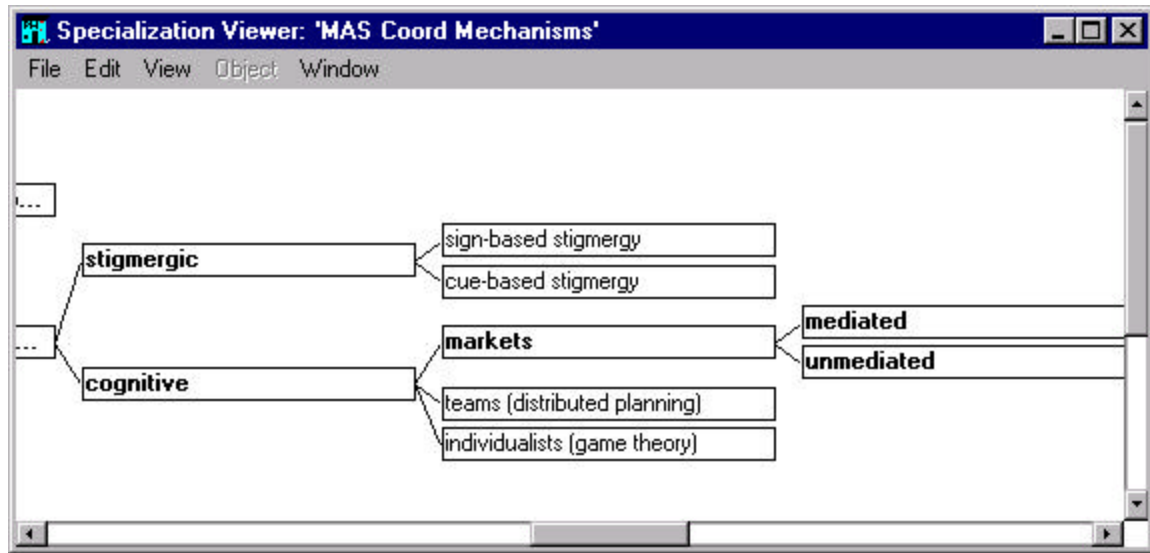 Specialization Viewer: 'MAS Coord Mechanisms'
File Edit View Object Window
...
stigmergic
sign-based stigmergy
cue-based stigmergy
...
cognitive
markets
teams (distributed planning)
individualists (game theory)
mediated
unmediated